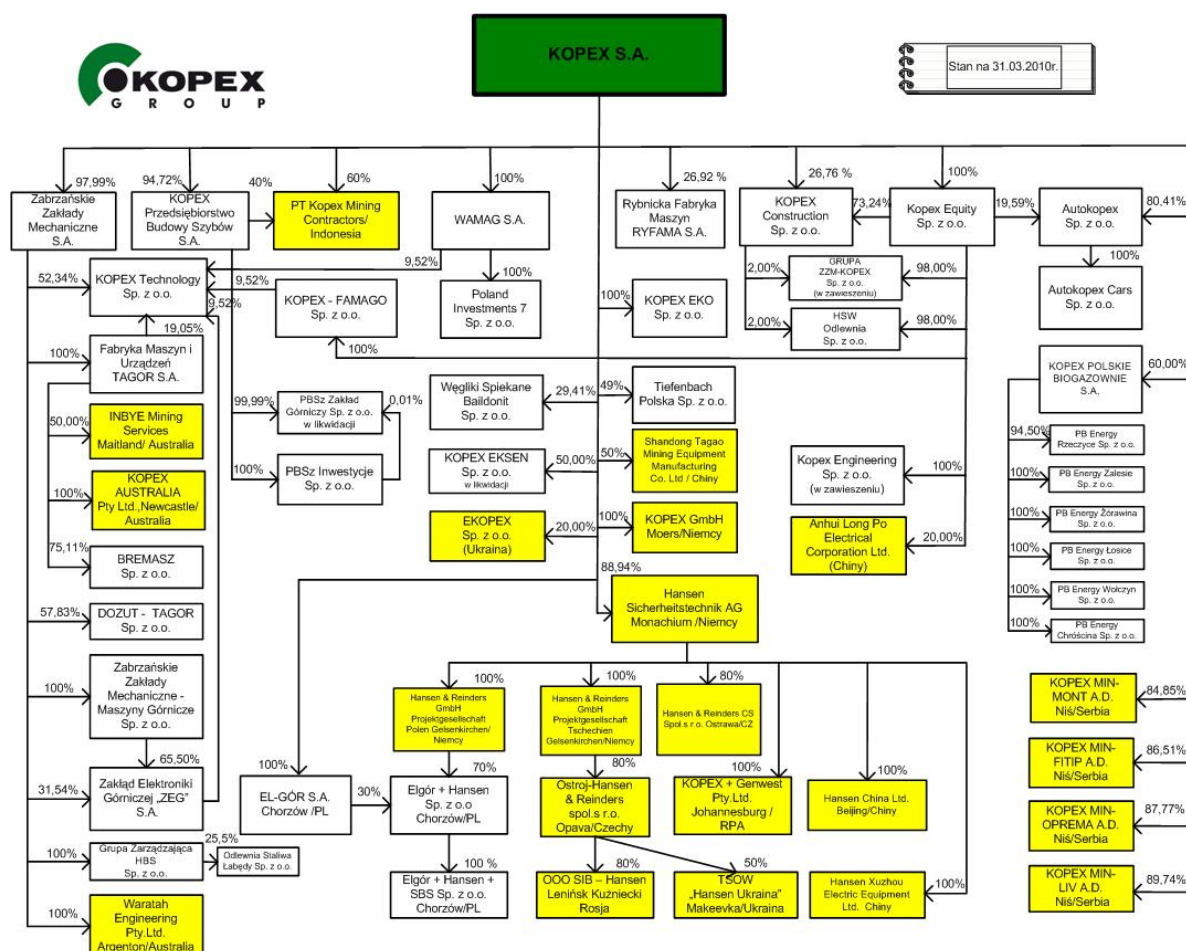 KOPEX S.A.
KOPEX
GROUP
Stan na 31.03.2010r.
97,99%
94,72%
40%
60%
100%
26,92 %
26,76 %
100%
80,41%
Zabrzańskie
Zakłady
Mechaniczne
S.A.
KOPEX
Przedsiębiorstwo
Budowy Szybów
S.A.
PT Kopex Mining
Contractors/
Indonesia
WAMAG S.A.
Rybnicka Fabryka
Maszyn
RYFAMA S.A.
KOPEX
Construction
Sp. z o.o.
73,24%
Kopex Equity
Sp. z o.o.
19,59%
Autokopex
Sp. z o.o.
52,34%
KOPEX Technology
Sp. z o.o.
9,52%
9,52%
9,52%
KOPEX - FAMAGO
Sp. z o.o.
100%
Poland
Investments 7
Sp. z o.o.
100%
KOPEX EKO
Sp. z o.o.
2,00%
GRUPA
ZZM-KOPEX
Sp. z o.o.
(w zawieszeniu)
98,00%
2,00%
HSW
Odlewnia
Sp. z o.o.
98,00%
100%
Autokopex Cars
Sp. z o.o.
19,05%
100%
100%
Fabryka Maszyn i
Urządzeń
TAGOR S.A.
50,00%
INBYE Mining
Services
Maitland/ Australia
100%
KOPEX
AUSTRALIA
Pty Ltd.,Newcastle/
Australia
75,11%
BREMASZ
Sp. z o.o.
99,99%
PBSz Zakład
Górniczy Sp. z o.o.
w likwidacji
0,01%
100%
PBSz Inwestycje
Sp. z o.o.
Węgliki Spiekane
Baildonit
Sp. z o.o.
29,41%
49%
Tiefenbach
Polska Sp. z o.o.
KOPEX EKSEN
Sp. z o.o.
w likwidacji
50,00%
50%
Shandong Tagao
Mining Equipment
Manufacturing
Co. Ltd / Chiny
EKOPEX
Sp. z o.o.
(Ukraina)
20,00%
100%
KOPEX GmbH
Moers/Niemcy
Kopex Engineering
Sp. z o.o.
(w zawieszeniu)
100%
Anhui Long Po
Electrical
Corporation Ltd.
(Chiny)
20,00%
KOPEX POLSKIE
BIOGAZOWNIE
S.A.
60,00%
94,50%
PB Energy
Rzeczyce Sp. z o.o.
100%
PB Energy Zalesie
Sp. z o.o.
100%
PB Energy Żórawina
Sp. z o.o.
100%
PB Energy Łosice
Sp. z o.o.
100%
PB Energy Wołczyn
Sp. z o.o.
100%
PB Energy
Chróścina Sp. z o.o.
57,83%
DOZUT - TAGOR
Sp. z o.o.
100%
Zabrzańskie
Zakłady
Mechaniczne -
Maszyny Górnicze
Sp. z o.o.
65,50%
31,54%
Zakłąd Elektroniki
Górniczej „ZEG”
S.A.
100%
Grupa Zarządzająca
HBS
Sp. z o.o.
25,5%
Odlewnia Staliwa
Łabędy Sp. z o.o.
100%
Waratah
Engineering
Pty.Ltd.
Argenton/Australia
88,94%
Hansen
Sicherheitstechnik AG
Monachium /Niemcy
100%
Hansen & Reinders
GmbH
Projektgesellschaft
Polen Gelsenkirchen/
Niemcy
100%
Hansen & Reinders
GmbH
Projektgesellschaft
Tschechien
Gelsenkirchen/Niemcy
80%
Hansen & Reinders CS
Spol.s r.o. Ostrawa/CZ
100%
EL-GÓR S.A.
Chorzów /PL
30%
70%
Elgór + Hansen
Sp. z o.o
Chorzów/PL
80%
Ostroj-Hansen
& Reinders
spol.s r.o.
Opava/Czechy
100%
KOPEX + Genwest
Pty.Ltd.
Johannesburg /
RPA
100%
Hansen China Ltd.
Beijing/Chiny
100 %
Elgór + Hansen +
SBS Sp. z o.o.
Chorzów/PL
80%
OOO SIB – Hansen
Lenińsk Kuźniecki
Rosja
50%
TSOW
„Hansen Ukraina”
Makeevka/Ukraina
Hansen Xuzhou
Electric Equipment
Ltd. Chiny
100%
KOPEX MIN-
MONT A.D.
Niś/Serbia
84,85%
KOPEX MIN-
FITIP A.D.
Niś/Serbia
86,51%
KOPEX MIN-
OPREMA A.D.
Niś/Serbia
87,77%
KOPEX MIN-
LIV A.D.
Niś/Serbia
89,74%